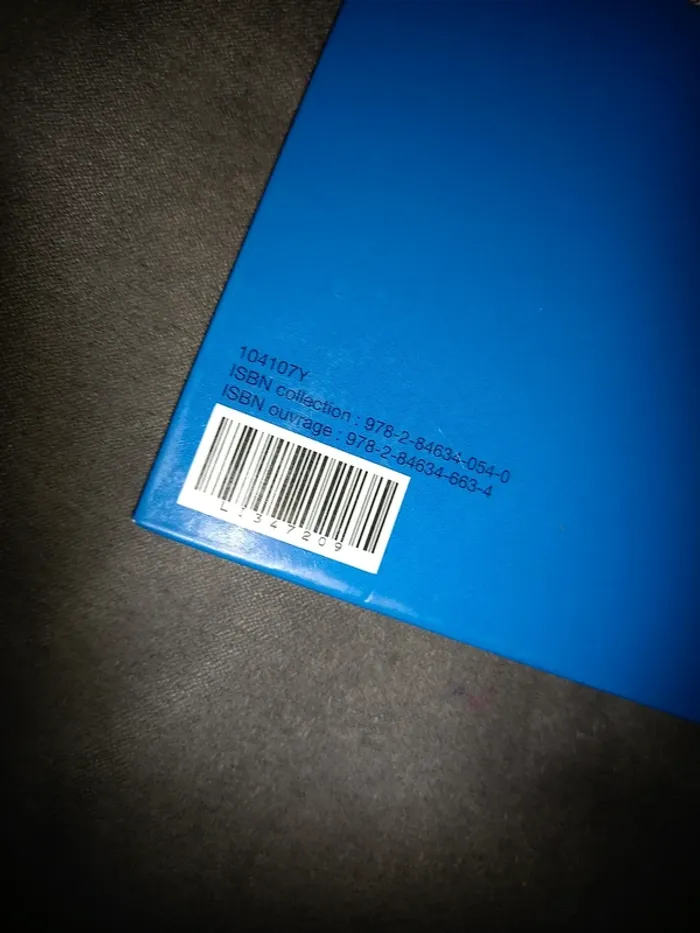 104107Y
ISBN collection : 978-2-84634-054-0
ISBN ouvrage : 978-2-84634-663-4
L1347209